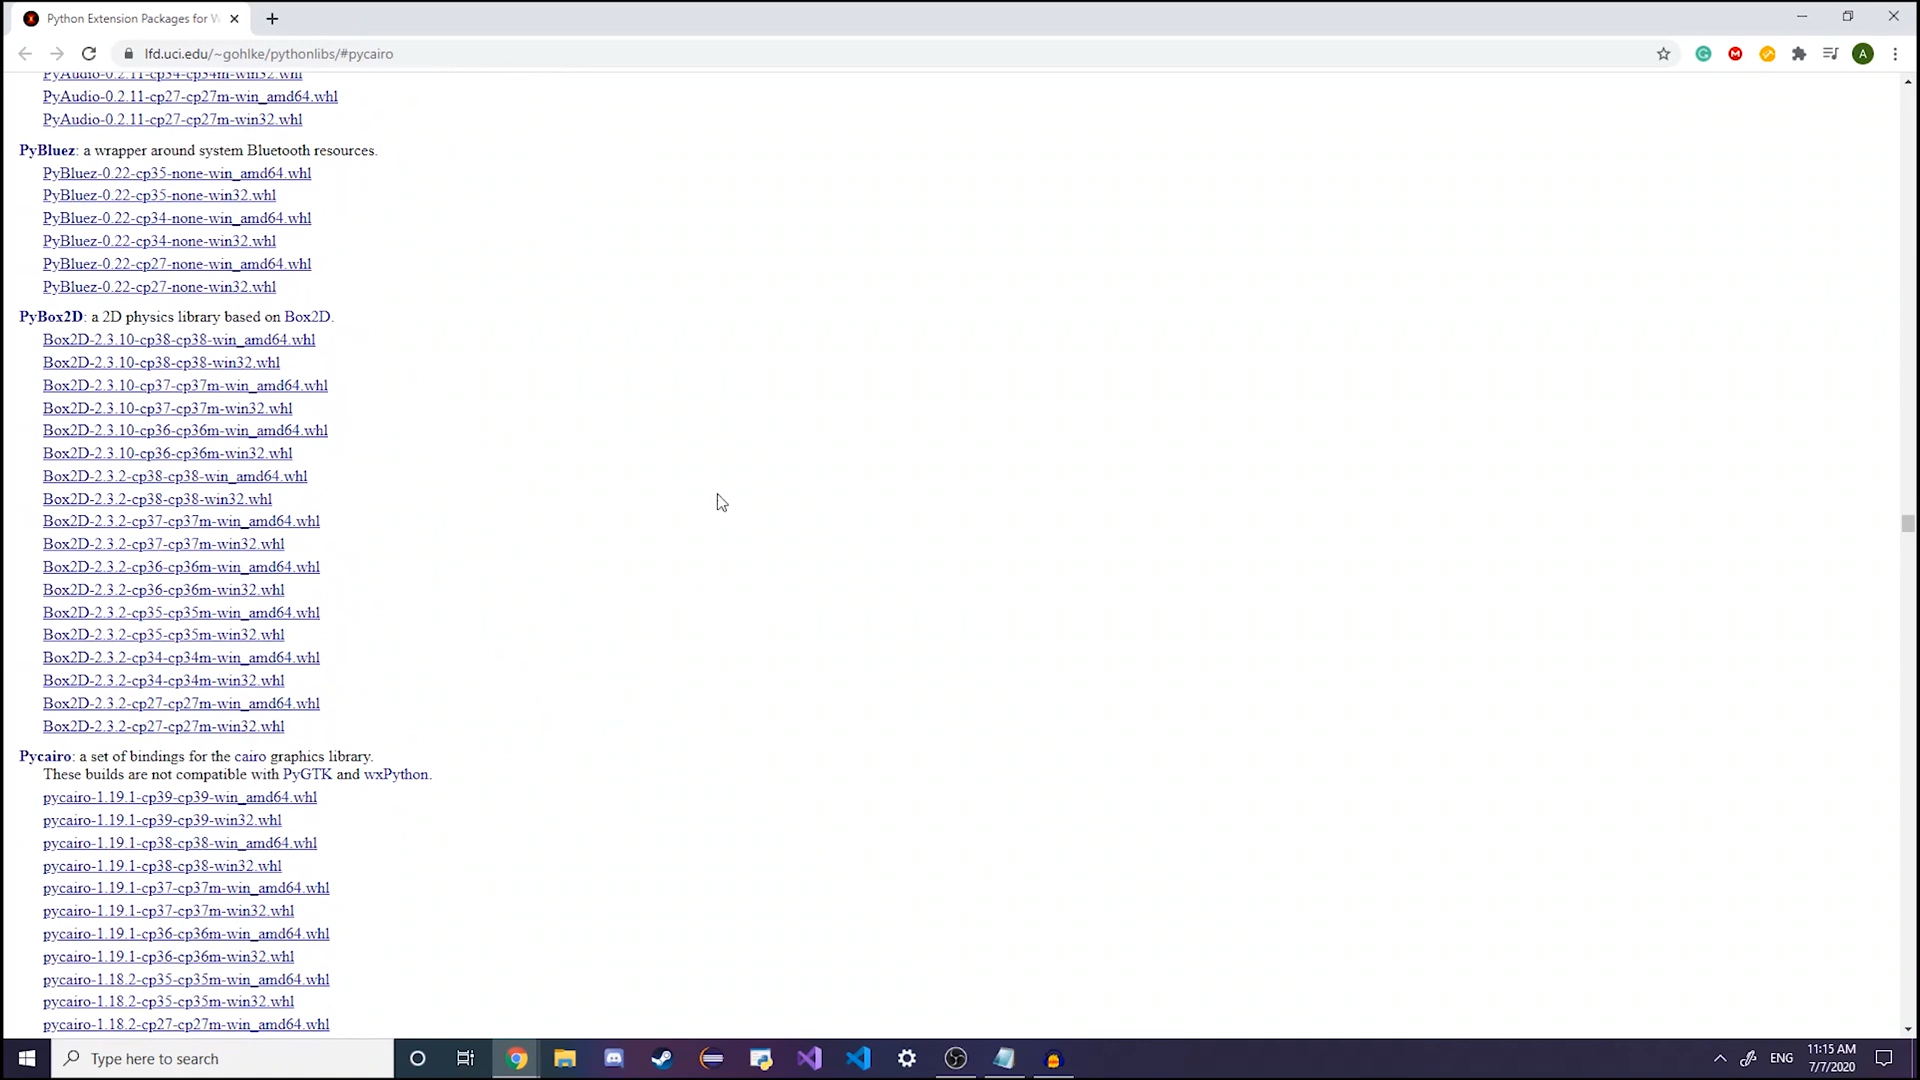 Python Extension Packages for W
lfd.uci.edu/~gohlke/pythonlibs/#pycairo
A
PyAudio-0.2.11-cp34-cp34m-win32.whl
PyAudio-0.2.11-cp27-cp27m-win_amd64.whl
PyAudio-0.2.11-cp27-cp27m-win32.whl
PyBluez: a wrapper around system Bluetooth resources.
PyBluez-0.22-cp35-none-win_amd64.whl
PyBluez-0.22-cp35-none-win32.whl
PyBluez-0.22-cp34-none-win_amd64.whl
PyBluez-0.22-cp34-none-win32.whl
PyBluez-0.22-cp27-none-win_amd64.whl
PyBluez-0.22-cp27-none-win32.whl
PyBox2D: a 2D physics library based on Box2D.
Box2D-2.3.10-cp38-cp38-win_amd64.whl
Box2D-2.3.10-cp38-cp38-win32.whl
Box2D-2.3.10-cp37-cp37m-win_amd64.whl
Box2D-2.3.10-cp37-cp37m-win32.whl
Box2D-2.3.10-cp36-cp36m-win_amd64.whl
Box2D-2.3.10-cp36-cp36m-win32.whl
Box2D-2.3.2-cp38-cp38-win_amd64.whl
Box2D-2.3.2-cp38-cp38-win32.whl
Box2D-2.3.2-cp37-cp37m-win_amd64.whl
Box2D-2.3.2-cp37-cp37m-win32.whl
Box2D-2.3.2-cp36-cp36m-win_amd64.whl
Box2D-2.3.2-cp36-cp36m-win32.whl
Box2D-2.3.2-cp35-cp35m-win_amd64.whl
Box2D-2.3.2-cp35-cp35m-win32.whl
Box2D-2.3.2-cp34-cp34m-win_amd64.whl
Box2D-2.3.2-cp34-cp34m-win32.whl
Box2D-2.3.2-cp27-cp27m-win_amd64.whl
Box2D-2.3.2-cp27-cp27m-win32.whl
Pycairo: a set of bindings for the cairo graphics library.
These builds are not compatible with PyGTK and wxPython.
pycairo-1.19.1-cp39-cp39-win_amd64.whl
pycairo-1.19.1-cp39-cp39-win32.whl
pycairo-1.19.1-cp38-cp38-win_amd64.whl
pycairo-1.19.1-cp38-cp38-win32.whl
pycairo-1.19.1-cp37-cp37m-win_amd64.whl
pycairo-1.19.1-cp37-cp37m-win32.whl
pycairo-1.19.1-cp36-cp36m-win_amd64.whl
pycairo-1.19.1-cp36-cp36m-win32.whl
pycairo-1.18.2-cp35-cp35m-win_amd64.whl
pycairo-1.18.2-cp35-cp35m-win32.whl
pycairo-1.18.2-cp27-cp27m-win_amd64.whl
Type here to search
ENG
11:15 AM
7/7/2020